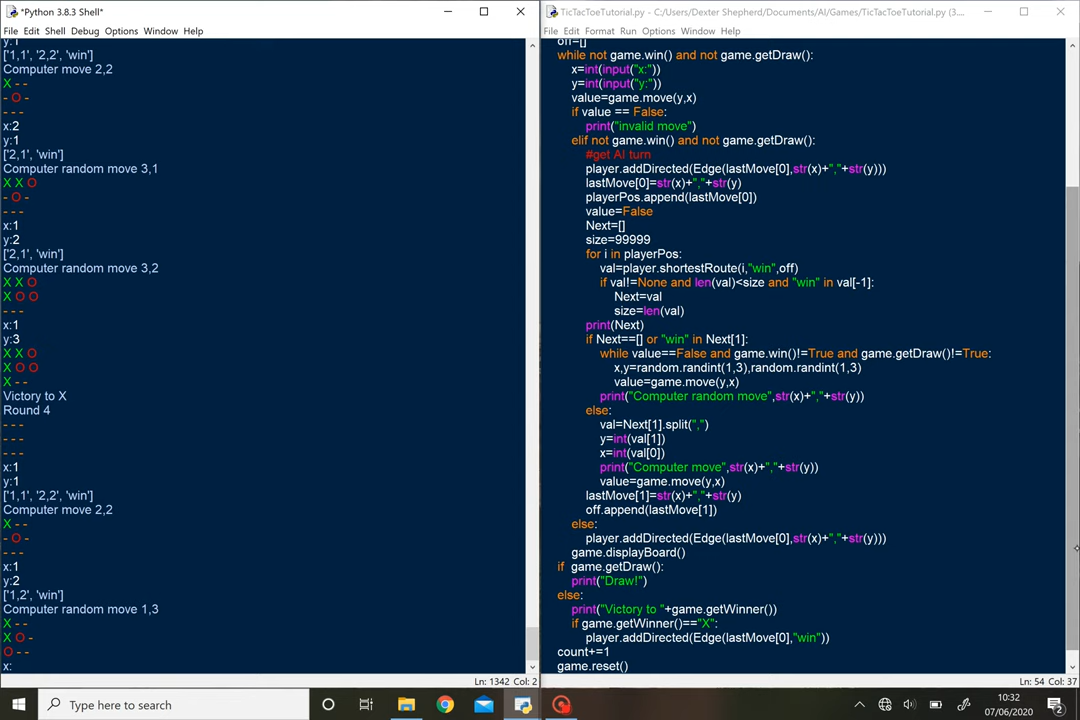 *Python 3.8.3 Shell*
File Edit Shell Debug Options Window Help
y:1
['1,1', '2,2', 'win']
Computer move 2,2
X - -
- O -
- - -
x:2
y:1
['2,1', 'win']
Computer random move 3,1
X X O
- O -
- - -
x:1
y:2
['2,1', 'win']
Computer random move 3,2
X X O
X O O
- - -
x:1
y:3
X X O
X O O
X - -
Victory to X
Round 4
- - -
- - -
- - -
x:1
y:1
['1,1', '2,2', 'win']
Computer move 2,2
X - -
- O -
- - -
x:1
y:2
['1,2', 'win']
Computer random move 1,3
X - -
X O -
O - -
x:
Ln: 1342 Col: 2
TicTacToeTutorial.py - C:/Users/Dexter Shepherd/Documents/AI/Games/TicTacToeTutorial.py (3....
File Edit Format Run Options Window Help
off=[]
while not game.win() and not game.getDraw():
x=int(input("x:"))
y=int(input("y:"))
value=game.move(y,x)
if value == False:
print("invalid move")
elif not game.win() and not game.getDraw():
#get AI turn
player.addDirected(Edge(lastMove[0],str(x)+","+str(y)))
lastMove[0]=str(x)+","+str(y)
playerPos.append(lastMove[0])
value=False
Next=[]
size=99999
for i in playerPos:
val=player.shortestRoute(i,"win",off)
if val!=None and len(val)<size and "win" in val[-1]:
Next=val
size=len(val)
print(Next)
if Next==[] or "win" in Next[1]:
while value==False and game.win()!=True and game.getDraw()!=True:
x,y=random.randint(1,3),random.randint(1,3)
value=game.move(y,x)
print("Computer random move",str(x)+","+str(y))
else:
val=Next[1].split(",")
y=int(val[1])
x=int(val[0])
print("Computer move",str(x)+","+str(y))
value=game.move(y,x)
lastMove[1]=str(x)+","+str(y)
off.append(lastMove[1])
else:
player.addDirected(Edge(lastMove[0],str(x)+","+str(y)))
game.displayBoard()
if game.getDraw():
print("Draw!")
else:
print("Victory to "+game.getWinner())
if game.getWinner()=="X":
player.addDirected(Edge(lastMove[0],"win"))
count+=1
game.reset()
Ln: 54 Col: 37
Type here to search
10:32
07/06/2020
2